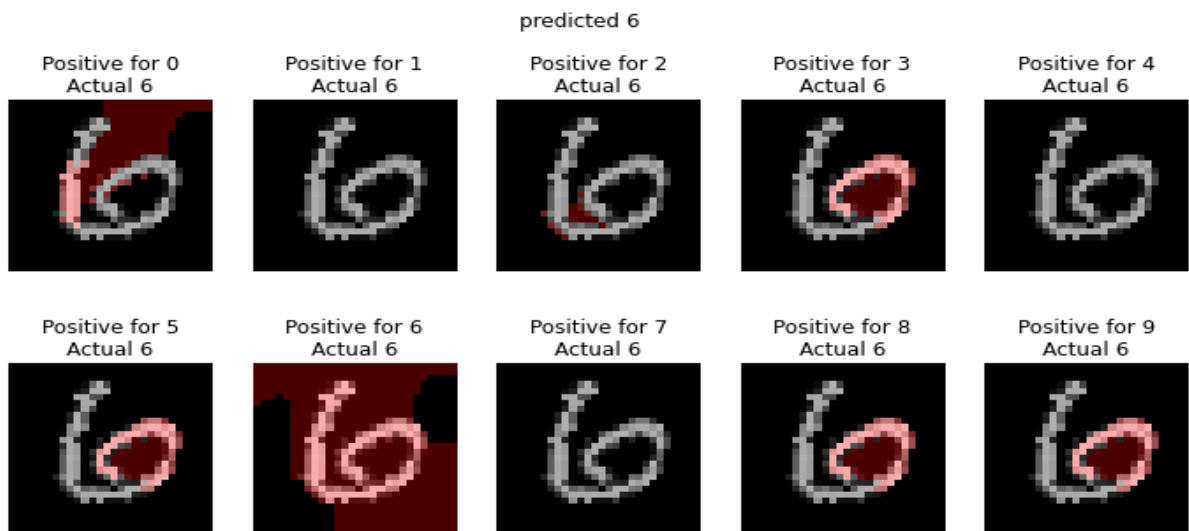 predicted 6
Positive for 0
Actual 6
Positive for 1
Actual 6
Positive for 2
Actual 6
Positive for 3
Actual 6
Positive for 4
Actual 6
Positive for 5
Actual 6
Positive for 6
Actual 6
Positive for 7
Actual 6
Positive for 8
Actual 6
Positive for 9
Actual 6